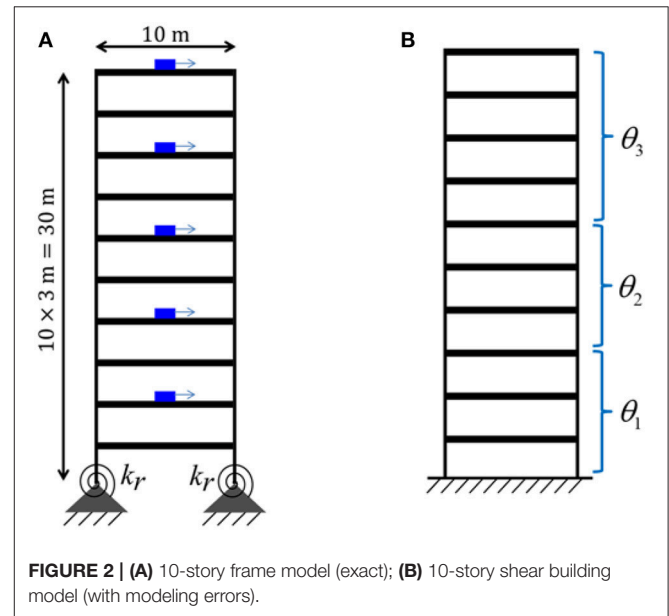 A
10 m
B
10 × 3 m = 30 m
θ3
θ2
θ1
kr
kr
FIGURE 2 | (A) 10-story frame model (exact); (B) 10-story shear building
model (with modeling errors).